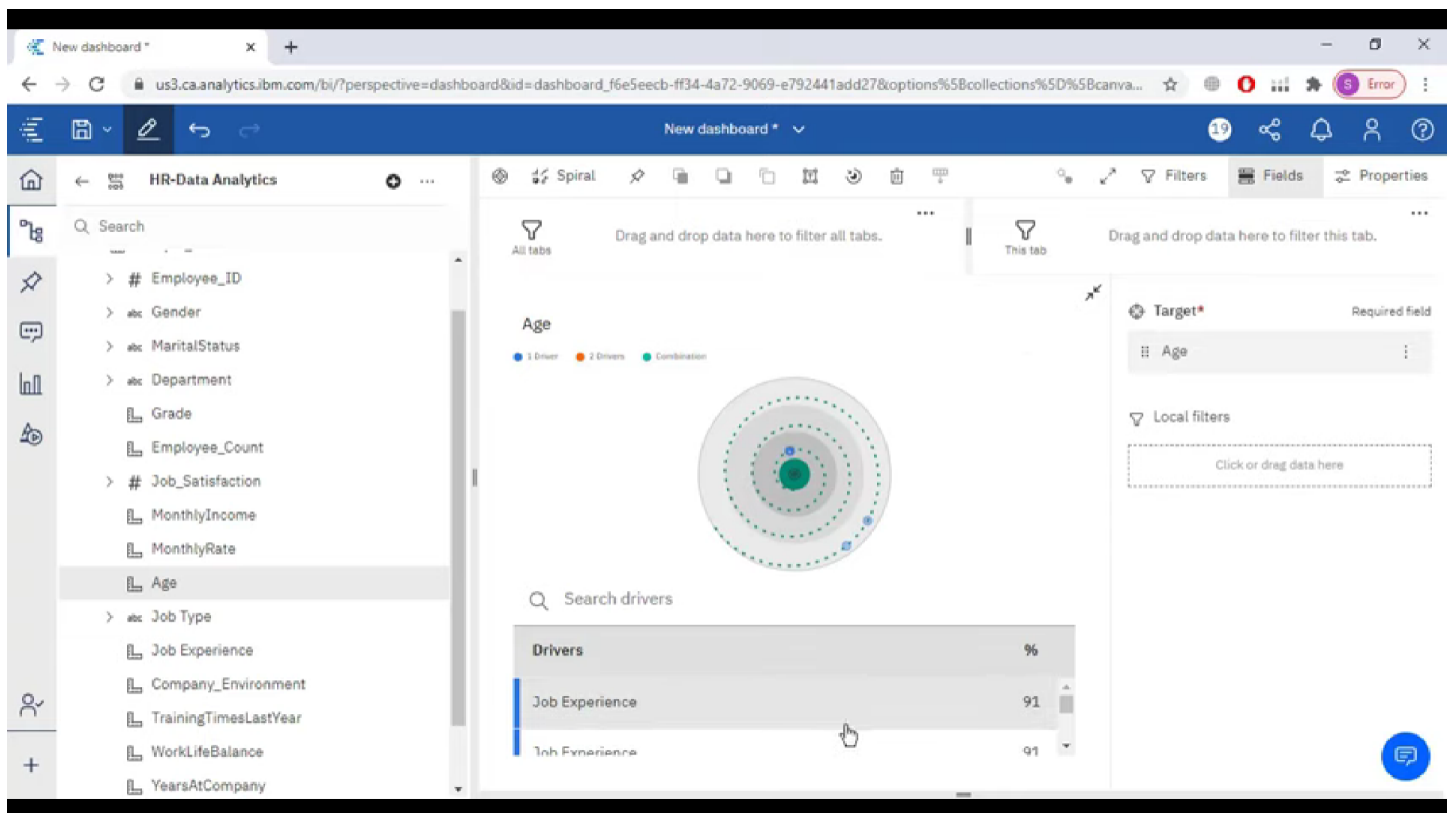 New dashboard *
us3.ca.analytics.ibm.com/bi/?perspective=dashboard&id=dashboard_f6e5eecb-ff34-4a72-9069-e792441add27&options%5Bcollections%5D%5Bcanva...
S Error
New dashboard *
19
HR-Data Analytics
Spiral
Filters
Fields
Properties
Search
All tabs
Drag and drop data here to filter all tabs.
This tab
Drag and drop data here to filter this tab.
# Employee_ID
abc Gender
abc MaritalStatus
abc Department
Grade
Employee_Count
# Job_Satisfaction
MonthlyIncome
MonthlyRate
Age
abc Job Type
Job Experience
Company_Environment
TrainingTimesLastYear
WorkLifeBalance
YearsAtCompany
Age
1 Driver
2 Drivers
Combination
Search drivers
Drivers %
Job Experience 91
Job Experience 91
Target*
Required field
Age
Local filters
Click or drag data here